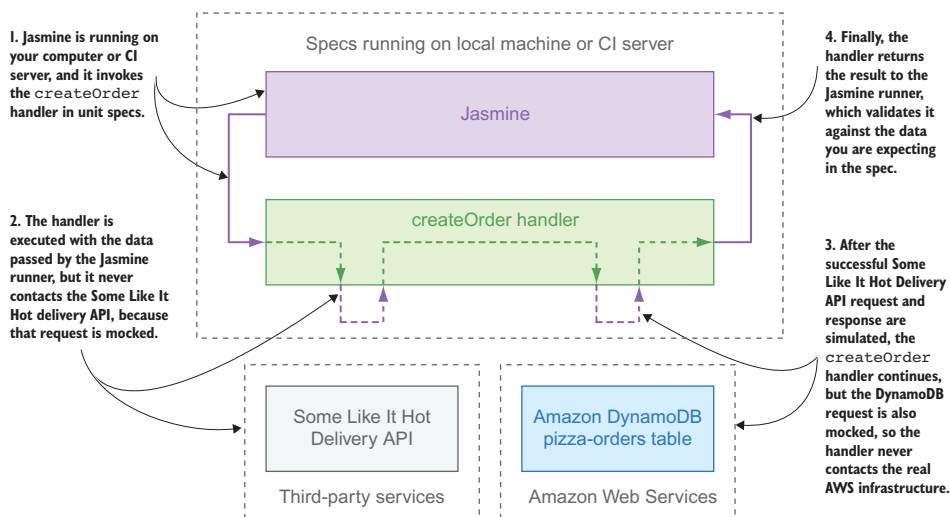 1. Jasmine is running on
your computer or CI
server, and it invokes
the createOrder
handler in unit specs.
Specs running on local machine or CI server
Jasmine
4. Finally, the
handler returns
the result to the
Jasmine runner,
which validates it
against the data
you are expecting
in the spec.
2. The handler is
executed with the data
passed by the Jasmine
runner, but it never
contacts the Some Like It
Hot delivery API, because
that request is mocked.
createOrder handler
3. After the
successful Some
Like It Hot Delivery
API request and
response are
simulated, the
createOrder
handler continues,
but the DynamoDB
request is also
mocked, so the
handler never
contacts the real
AWS infrastructure.
Some Like It Hot
Delivery API
Third-party services
Amazon DynamoDB
pizza-orders table
Amazon Web Services